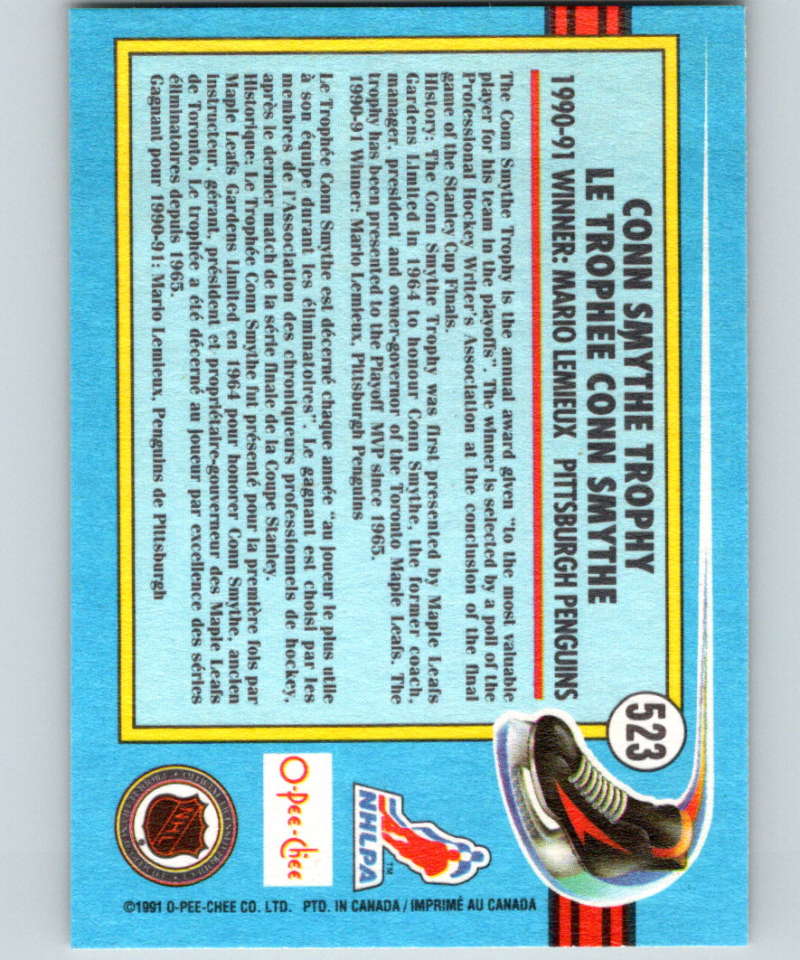 523
CONN SMYTHE TROPHY
LE TROPHEE CONN SMYTHE
1990-91 WINNER: MARIO LEMIEUX PITTSBURGH PENGUINS
The Conn Smythe Trophy is the annual award given "to the most valuable
player for his team in the playoffs". The winner is selected by a poll of the
Professional Hockey Writer's Association at the conclusion of the final
game of the Stanley Cup Finals.
History: The Conn Smythe Trophy was first presented by Maple Leafs
Gardens Limited in 1964 to honour Conn Smythe, the former coach,
manager, president and owner-governor of the Toronto Maple Leafs. The
trophy has been presented to the Playoff MVP since 1965.
1990-91 Winner: Mario Lemieux, Pittsburgh Penguins
Le Trophée Conn Smythe est décerné chaque année "au joueur le plus utile
à son équipe durant les éliminatoires". Le gagnant est choisi par les
membres de l'Association des chroniqueurs professionnels de hockey,
après le dernier match de la série finale de la Coupe Stanley.
Historique: Le Trophée Conn Smythe fut présenté pour la première fois par
Maple Leafs Gardens Limited en 1964 pour honorer Conn Smythe, ancien
instructeur, gérant, président et propriétaire-gouverneur des Maple Leafs
de Toronto. Le trophée a été décerné au joueur par excellence des séries
éliminatoires depuis 1965.
Gagnant pour 1990-91: Mario Lemieux, Penguins de Pittsburgh
NHLPA
TM
O-Pee-Chee
NHL
®
©1991 O-PEE-CHEE CO. LTD. PTD. IN CANADA / IMPRIMÉ AU CANADA